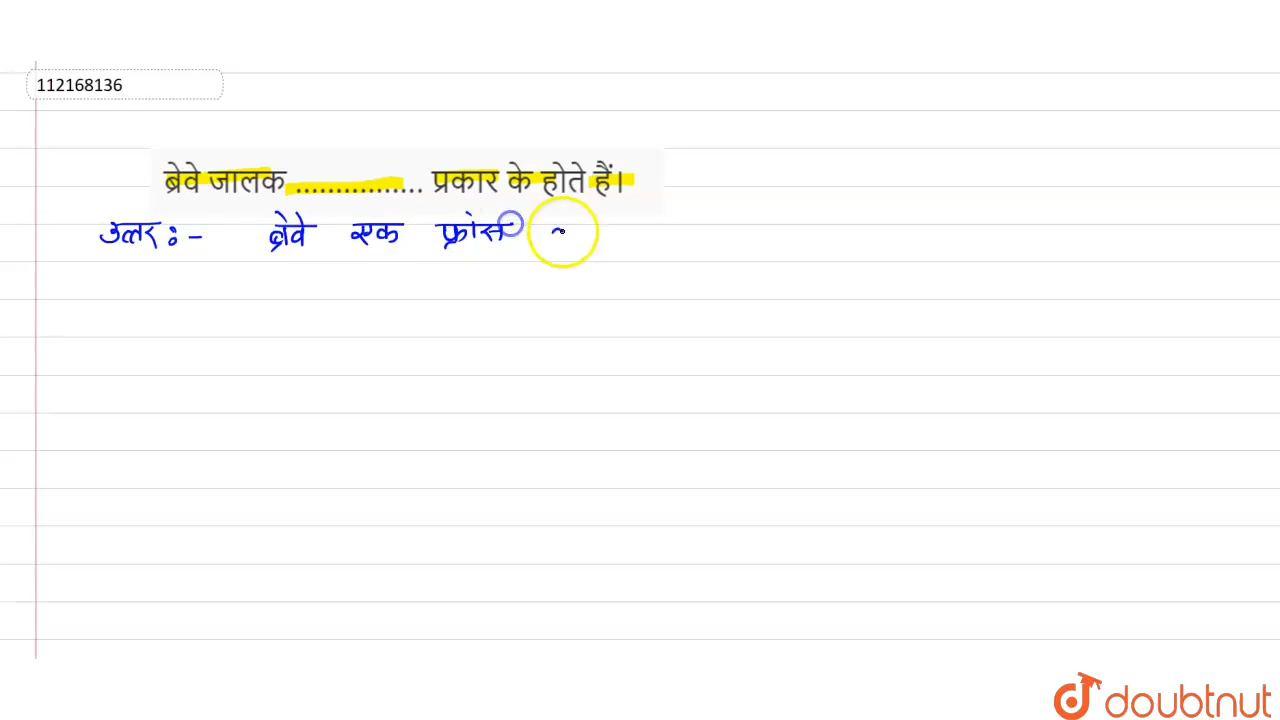 112168136
ब्रेवे जालक ................ प्रकार के होते हैं।
उत्तर :- ब्रेवे एक फ्रांस
doubtnut